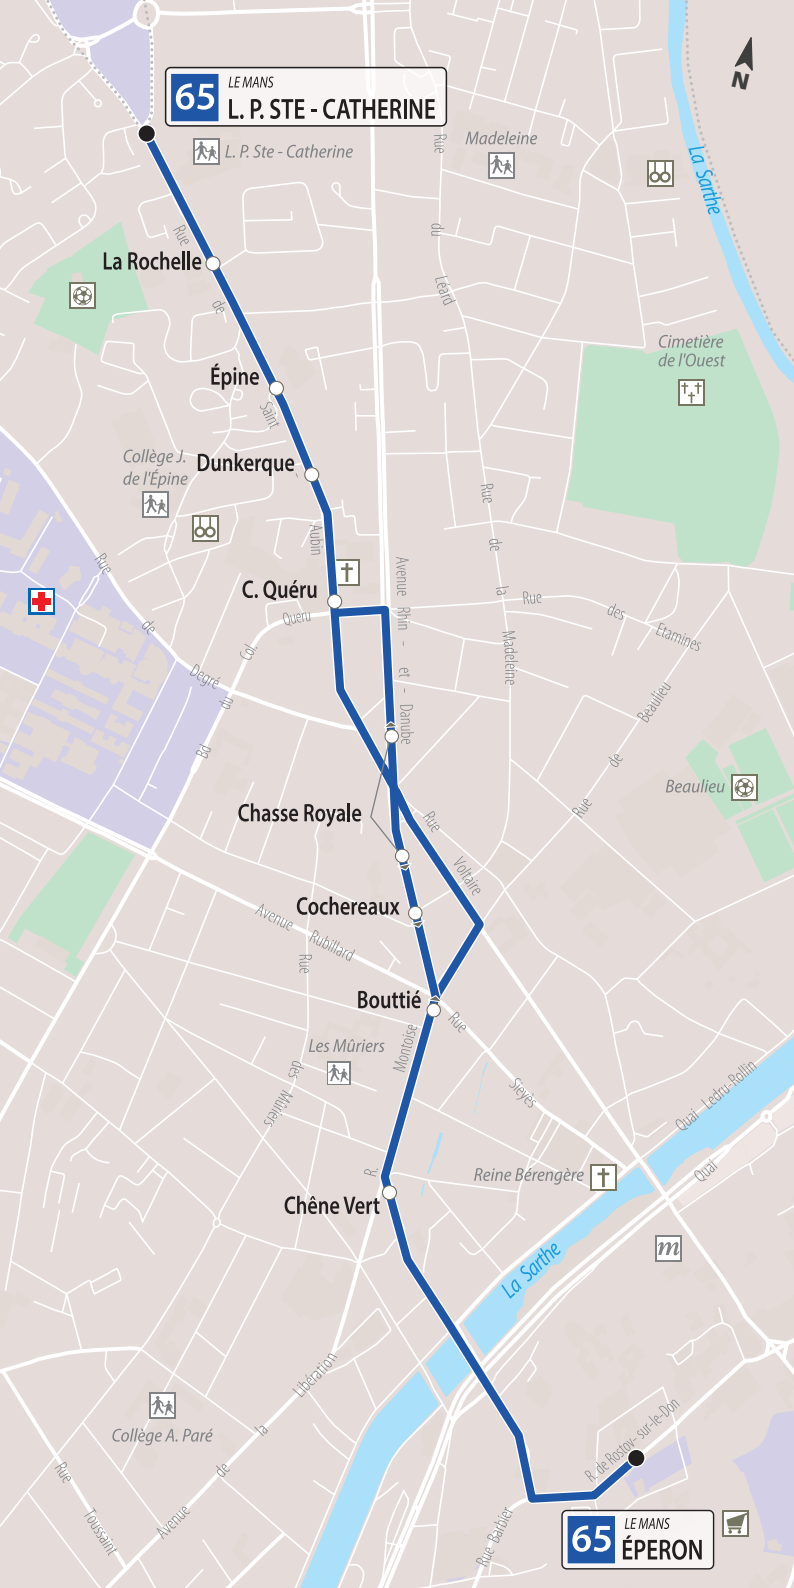 N
65
LE MANS
L. P. STE - CATHERINE
L. P. Ste - Catherine
Rue
Madeleine
La Sarthe
du
Rue
La Rochelle
Léard
de
Cimetière
de l'Ouest
Épine
Saint
Collège J.
de l'Épine
Dunkerque
Rue
Aubin
de
Rue
Avenue Rhin - et - Danube
C. Quéru
la
Rue
des
Etamines
Queru
de
Col.
Madeleine
Degré
du
Beaulieu
Bd
de
Beaulieu
Rue
Chasse Royale
Rue
Voltaire
Cochereaux
Avenue
Rubillard
Rue
Bouttié
Rue
Montoise
Les Mûriers
des
Mûriers
Sieyès
Quai Ledru-Rollin
R.
Reine Bérengère
Quai
Chêne Vert
m
La Sarthe
Libération
la
de
Avenue
Collège A. Paré
R. de Rostov- sur-le-Don
Rue
Toussaint
Rue Barbier
65
LE MANS
ÉPERON